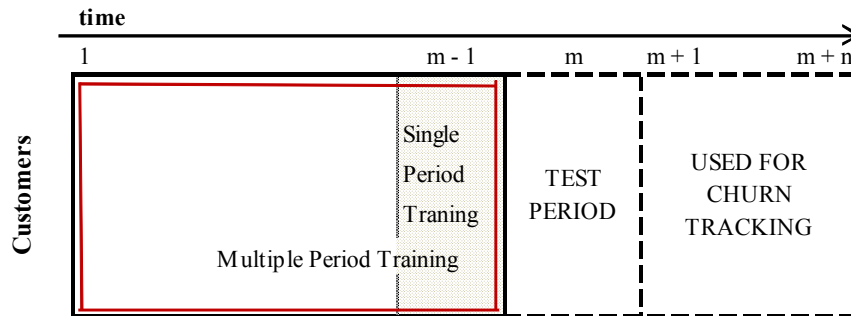 time
1 m - 1 m m + 1 m + n
Customers
Single
Period
Traning
Multiple Period Training
TEST
PERIOD
USED FOR
CHURN
TRACKING